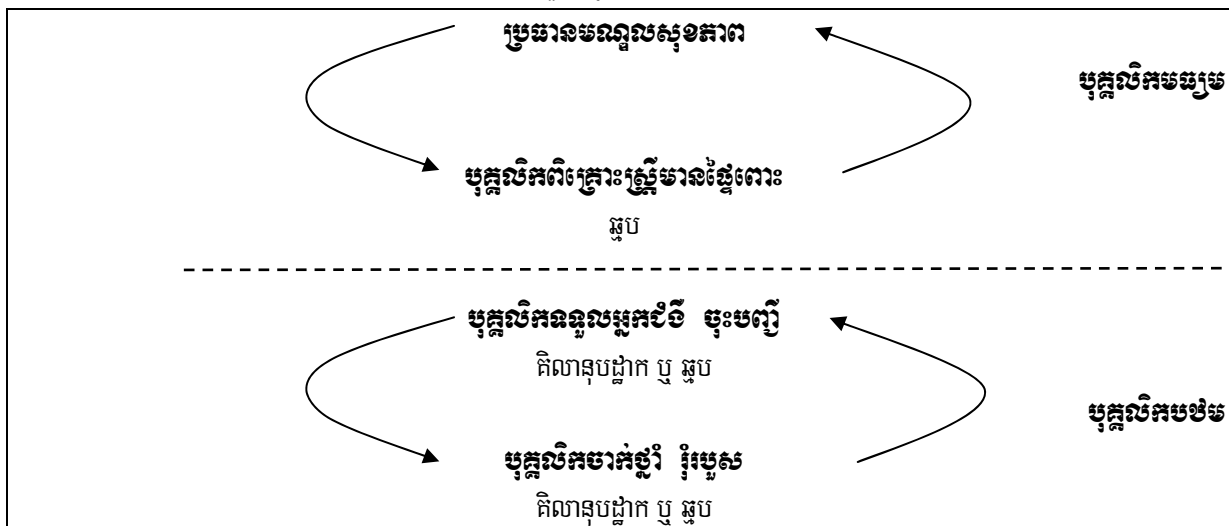 ប្រធានមណ្ឌលសុខភាព
បុគ្គលិកមធ្យម
បុគ្គលិកពិគ្រោះស្ត្រីមានផ្ទៃពោះ
ឆ្មប
បុគ្គលិកទទួលអ្នកជំងឺ ចុះបញ្ជី
គិលានុបដ្ឋាក ឬ ឆ្មប
បុគ្គលិកបឋម
បុគ្គលិកចាក់ថ្នាំ រុំរបួស
គិលានុបដ្ឋាក ឬ ឆ្មប